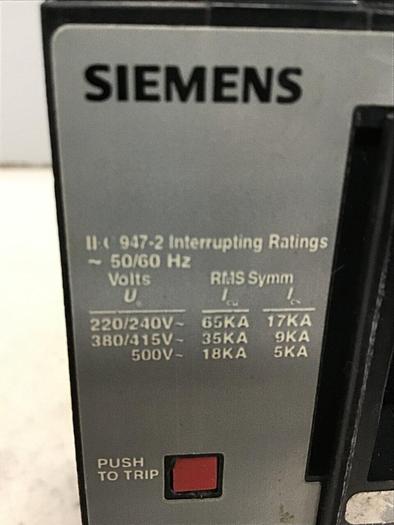 SIEMENS
IEC 947-2 Interrupting Ratings
~ 50/60 Hz
Volts RMS Symm
Ue Icu Ics
220/240V~ 65KA 17KA
380/415V~ 35KA 9KA
500V~ 18KA 5KA
PUSH
TO TRIP